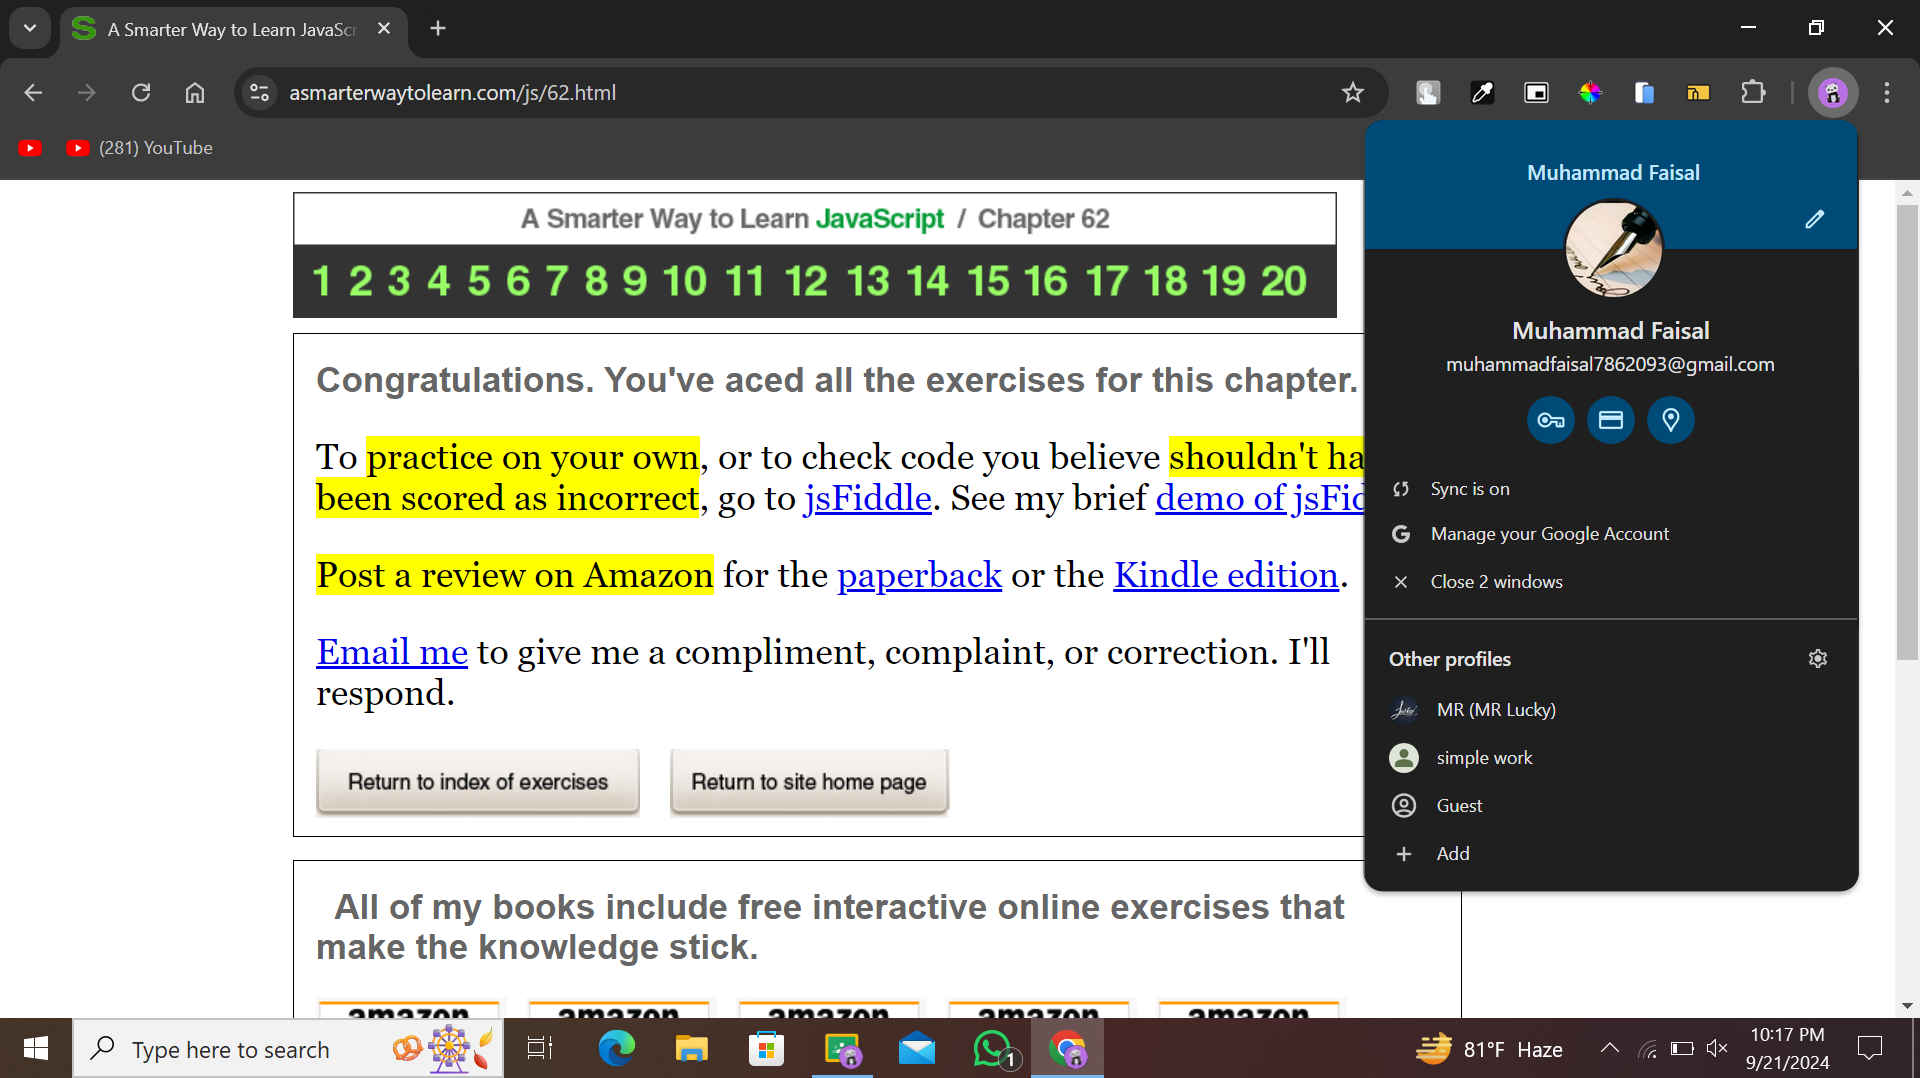 A Smarter Way to Learn JavaScr
asmarterwaytolearn.com/js/62.html
(281) YouTube
A Smarter Way to Learn JavaScript / Chapter 62
1 2 3 4 5 6 7 8 9 10 11 12 13 14 15 16 17 18 19 20
Congratulations. You've aced all the exercises for this chapter.
To practice on your own, or to check code you believe shouldn't ha
been scored as incorrect, go to jsFiddle. See my brief demo of jsFid
Post a review on Amazon for the paperback or the Kindle edition.
Email me to give me a compliment, complaint, or correction. I'll
respond.
Return to index of exercises
Return to site home page
All of my books include free interactive online exercises that
make the knowledge stick.
amazon amazon amazon amazon amazon
Muhammad Faisal
Muhammad Faisal
muhammadfaisal7862093@gmail.com
Sync is on
Manage your Google Account
Close 2 windows
Other profiles
MR (MR Lucky)
simple work
Guest
Add
Type here to search
1
81°F Haze
10:17 PM
9/21/2024